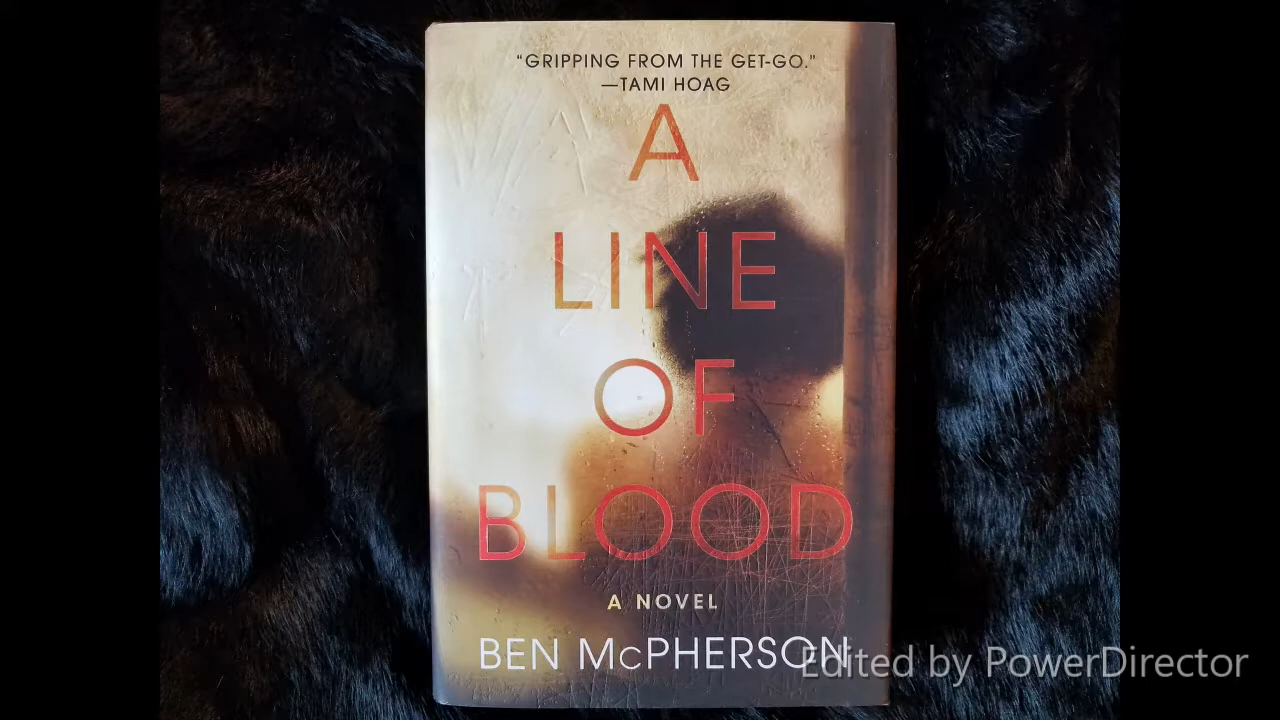 “GRIPPING FROM THE GET-GO.”
—TAMI HOAG
A
LINE
OF
BLOOD
A NOVEL
BEN McPHERSON
Edited by PowerDirector